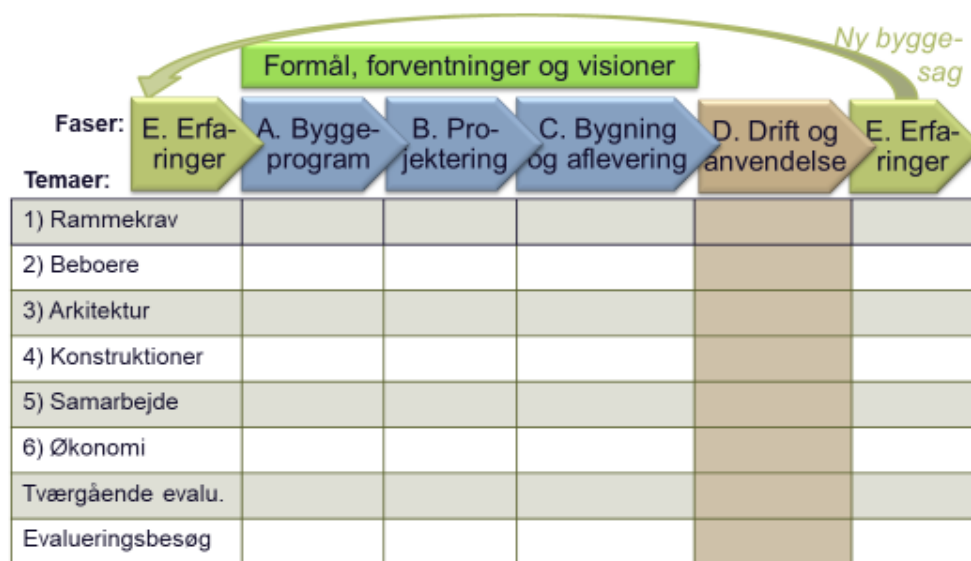 Ny bygge-
sag
Formål, forventninger og visioner
Faser:
E. Erfa-
ringer
A. Bygge-
program
B. Pro-
jektering
C. Bygning
og aflevering
D. Drift og
anvendelse
E. Erfa-
ringer
Temaer:
1) Rammekrav
2) Beboere
3) Arkitektur
4) Konstruktioner
5) Samarbejde
6) Økonomi
Tværgående evalu.
Evalueringsbesøg